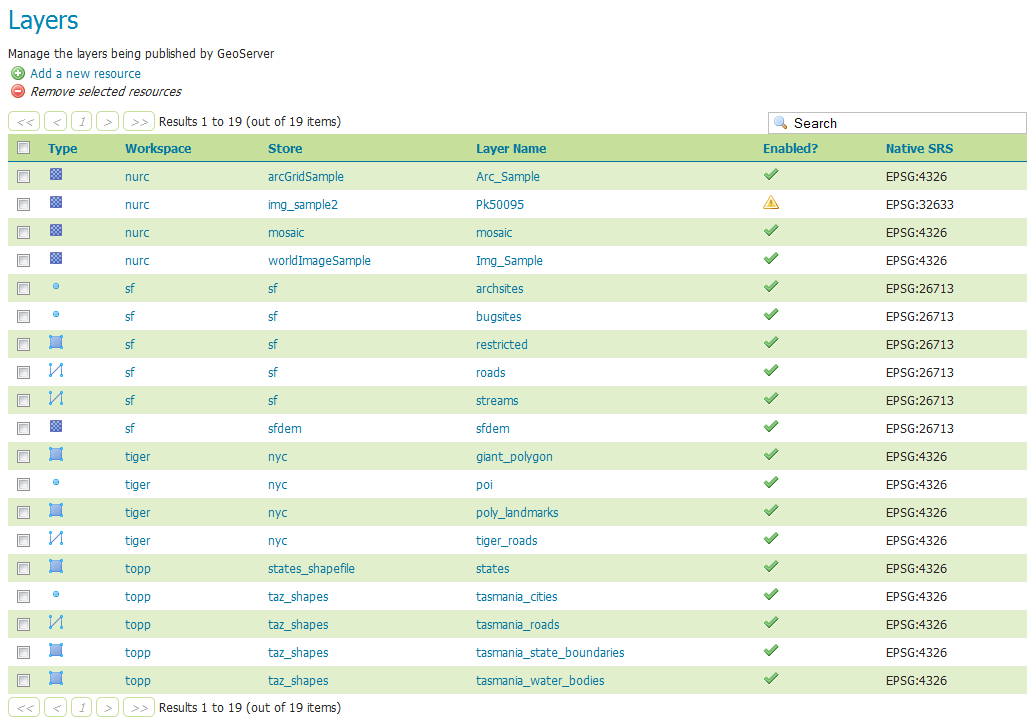 Layers
Manage the layers being published by GeoServer
Add a new resource
Remove selected resources
<< < 1 > >> Results 1 to 19 (out of 19 items) Search
Type Workspace Store Layer Name Enabled? Native SRS
nurc arcGridSample Arc_Sample EPSG:4326
nurc img_sample2 Pk50095 EPSG:32633
nurc mosaic mosaic EPSG:4326
nurc worldImageSample Img_Sample EPSG:4326
sf sf archsites EPSG:26713
sf sf bugsites EPSG:26713
sf sf restricted EPSG:26713
sf sf roads EPSG:26713
sf sf streams EPSG:26713
sf sfdem sfdem EPSG:26713
tiger nyc giant_polygon EPSG:4326
tiger nyc poi EPSG:4326
tiger nyc poly_landmarks EPSG:4326
tiger nyc tiger_roads EPSG:4326
topp states_shapefile states EPSG:4326
topp taz_shapes tasmania_cities EPSG:4326
topp taz_shapes tasmania_roads EPSG:4326
topp taz_shapes tasmania_state_boundaries EPSG:4326
topp taz_shapes tasmania_water_bodies EPSG:4326
<< < 1 > >> Results 1 to 19 (out of 19 items)